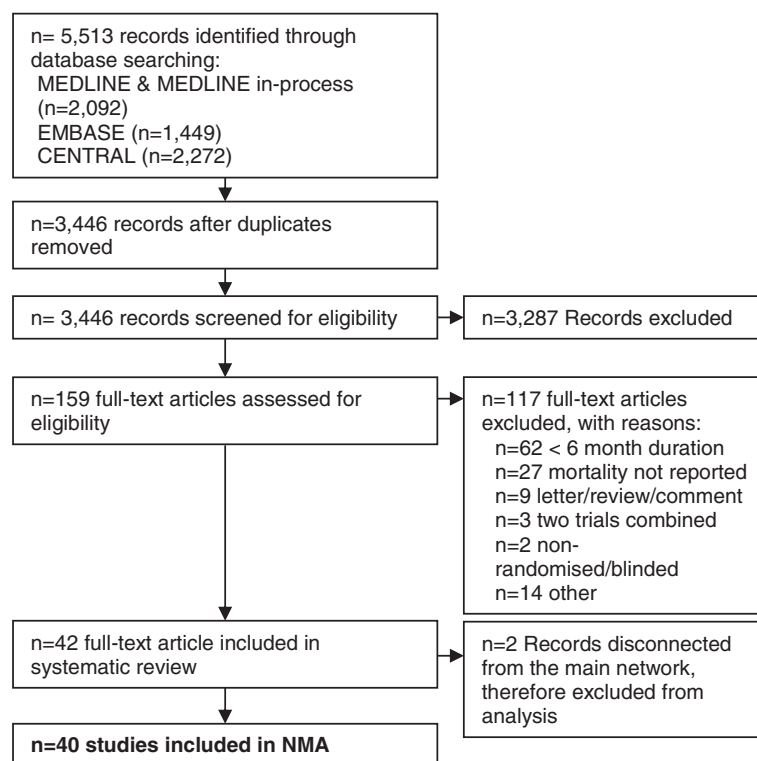 n= 5,513 records identified through
database searching:
MEDLINE & MEDLINE in-process
(n=2,092)
EMBASE (n=1,449)
CENTRAL (n=2,272)
n=3,446 records after duplicates
removed
n= 3,446 records screened for eligibility
n=3,287 Records excluded
n=159 full-text articles assessed for
eligibility
n=117 full-text articles
excluded, with reasons:
n=62 < 6 month duration
n=27 mortality not reported
n=9 letter/review/comment
n=3 two trials combined
n=2 non-
randomised/blinded
n=14 other
n=42 full-text article included in
systematic review
n=2 Records disconnected
from the main network,
therefore excluded from
analysis
n=40 studies included in NMA